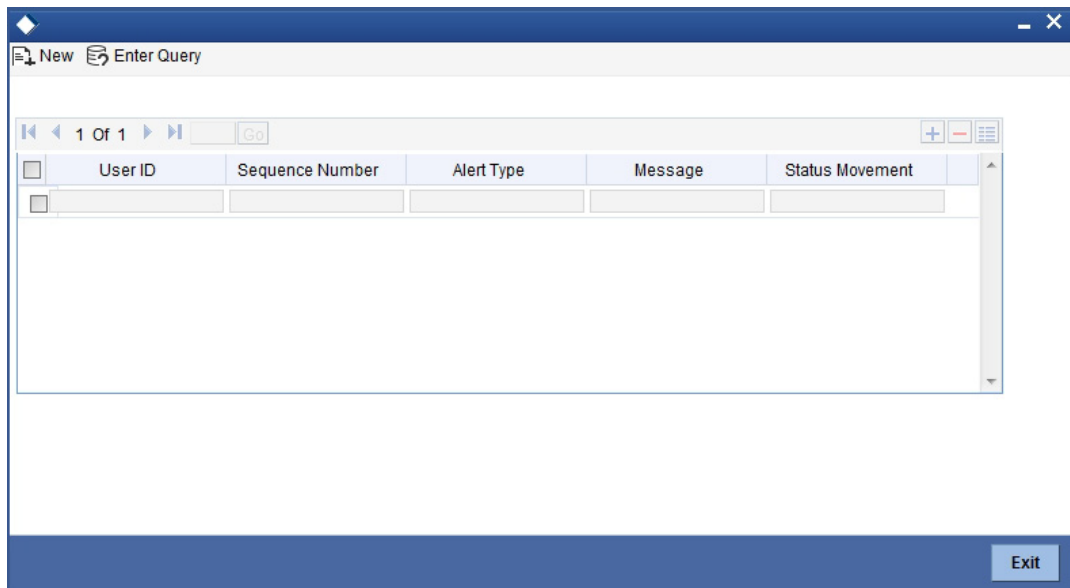 New Enter Query
1 Of 1 Go
User ID Sequence Number Alert Type Message Status Movement
Exit